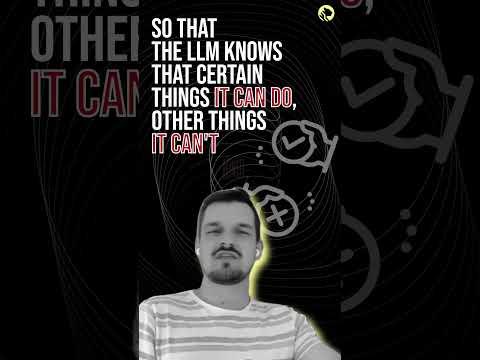 SO THAT
THE LLM KNOWS
THAT CERTAIN
THINGS IT CAN DO,
OTHER THINGS
IT CAN'T